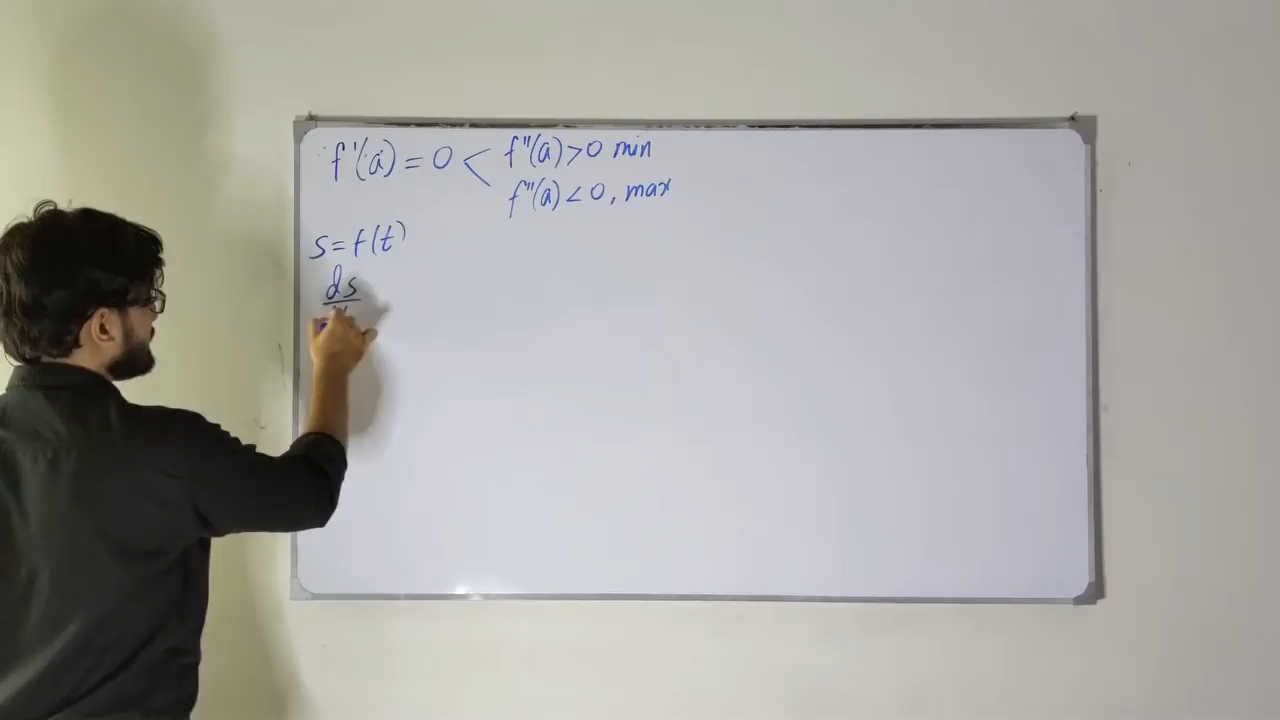 f'(a) = 0 < f''(a) > 0 min
f''(a) < 0, max
s = f(t)
ds